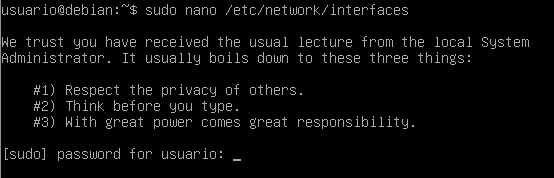 usuario@debian:~$ sudo nano /etc/network/interfaces
We trust you have received the usual lecture from the local System
Administrator. It usually boils down to these three things:
#1) Respect the privacy of others.
#2) Think before you type.
#3) With great power comes great responsibility.
[sudo] password for usuario: _